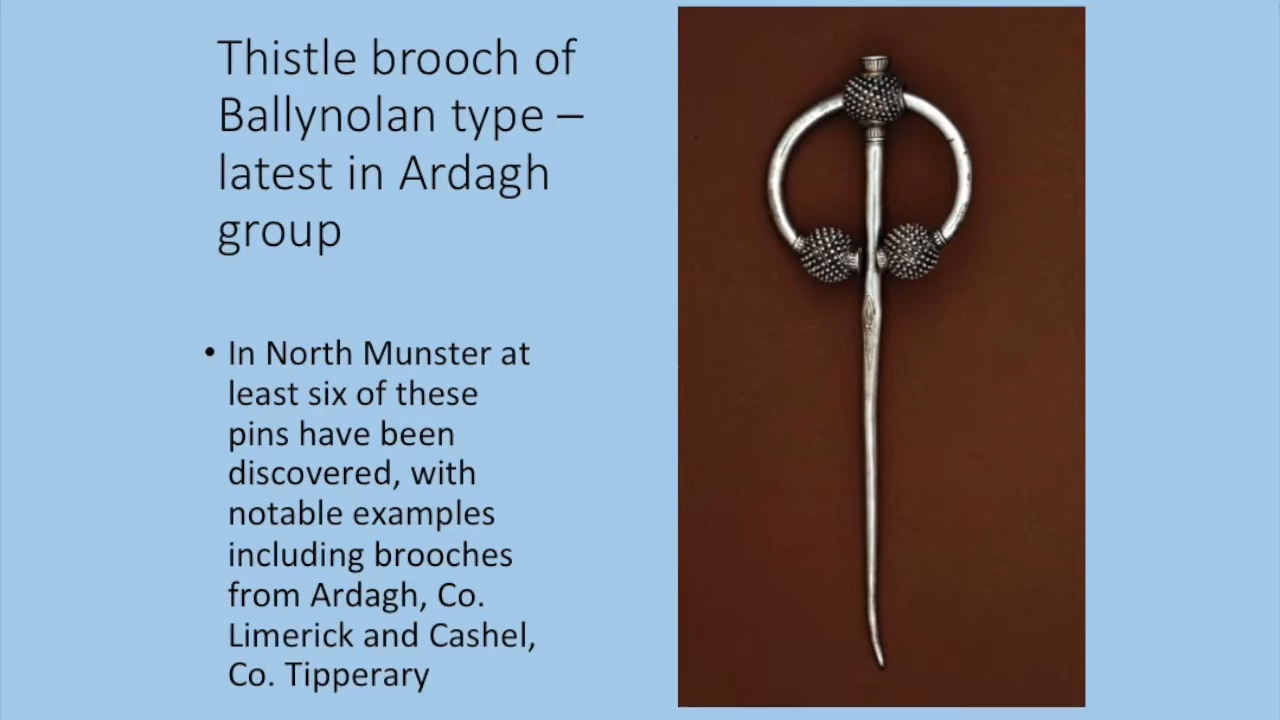 Thistle brooch of
Ballynolan type –
latest in Ardagh
group
• In North Munster at
least six of these
pins have been
discovered, with
notable examples
including brooches
from Ardagh, Co.
Limerick and Cashel,
Co. Tipperary